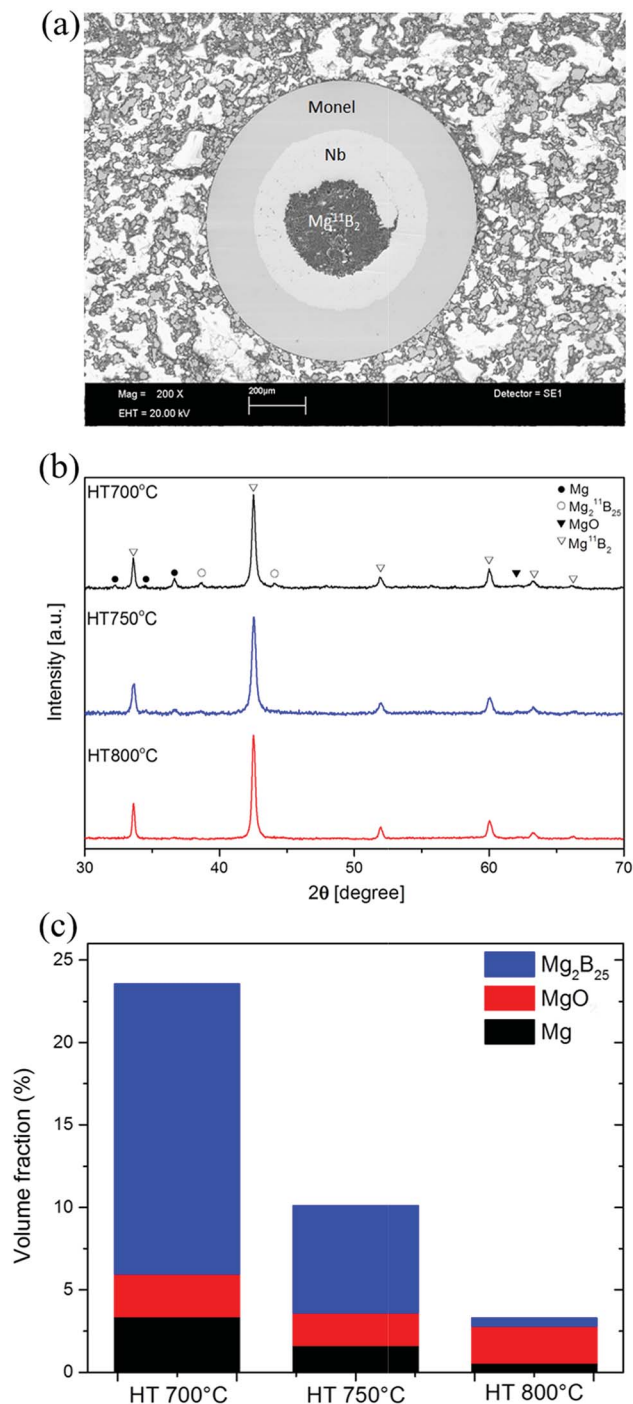 (a)
Monel
Nb
Mg¹¹B₂
Mag = 200 X
200µm
Detector = SE1
EHT = 20.00 kV
(b)
HT700°C
● Mg
○ Mg₂¹¹B₂₅
▼ MgO
▽ Mg¹¹B₂
HT750°C
HT800°C
Intensity [a.u.]
30 40 50 60 70
2θ [degree]
(c)
25
20
15
10
5
0
Mg₂B₂₅
MgO
Mg
Volume fraction (%)
HT 700°C HT 750°C HT 800°C